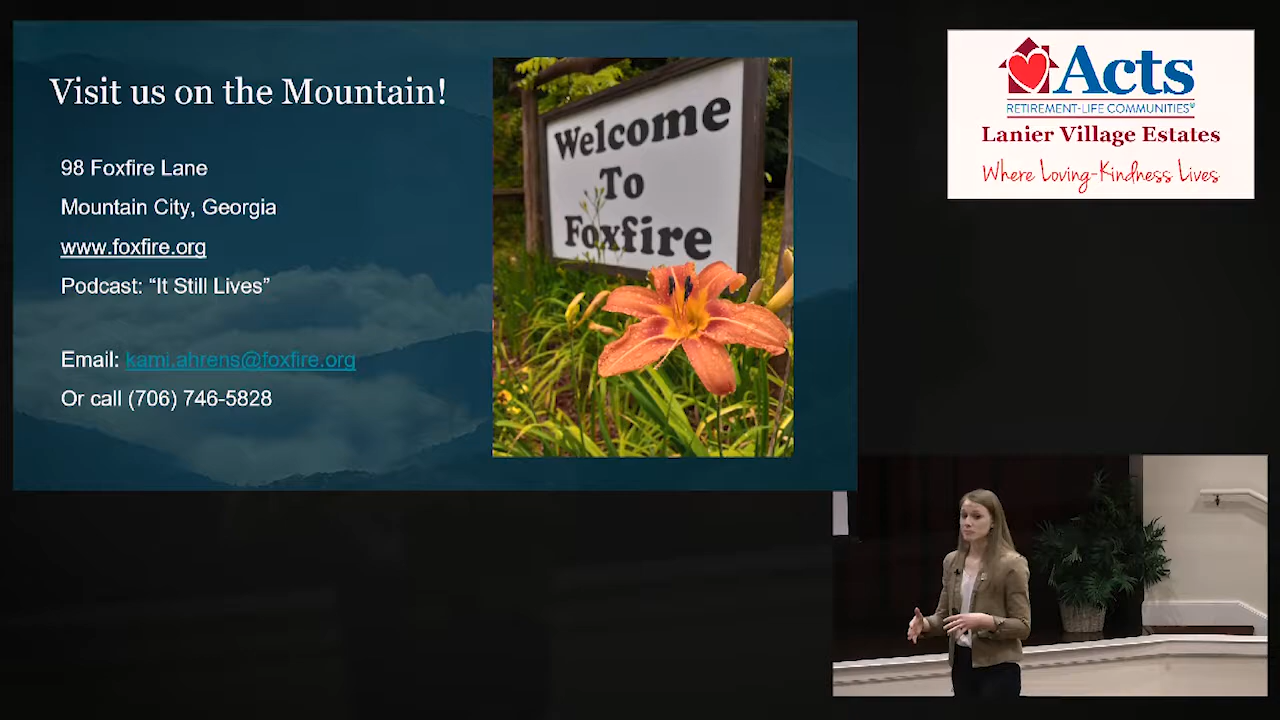 Visit us on the Mountain!
98 Foxfire Lane
Mountain City, Georgia
www.foxfire.org
Podcast: “It Still Lives”
Email: kami.ahrens@foxfire.org
Or call (706) 746-5828
Welcome
To
Foxfire
Acts
RETIREMENT-LIFE COMMUNITIES®
Lanier Village Estates
Where Loving-Kindness Lives